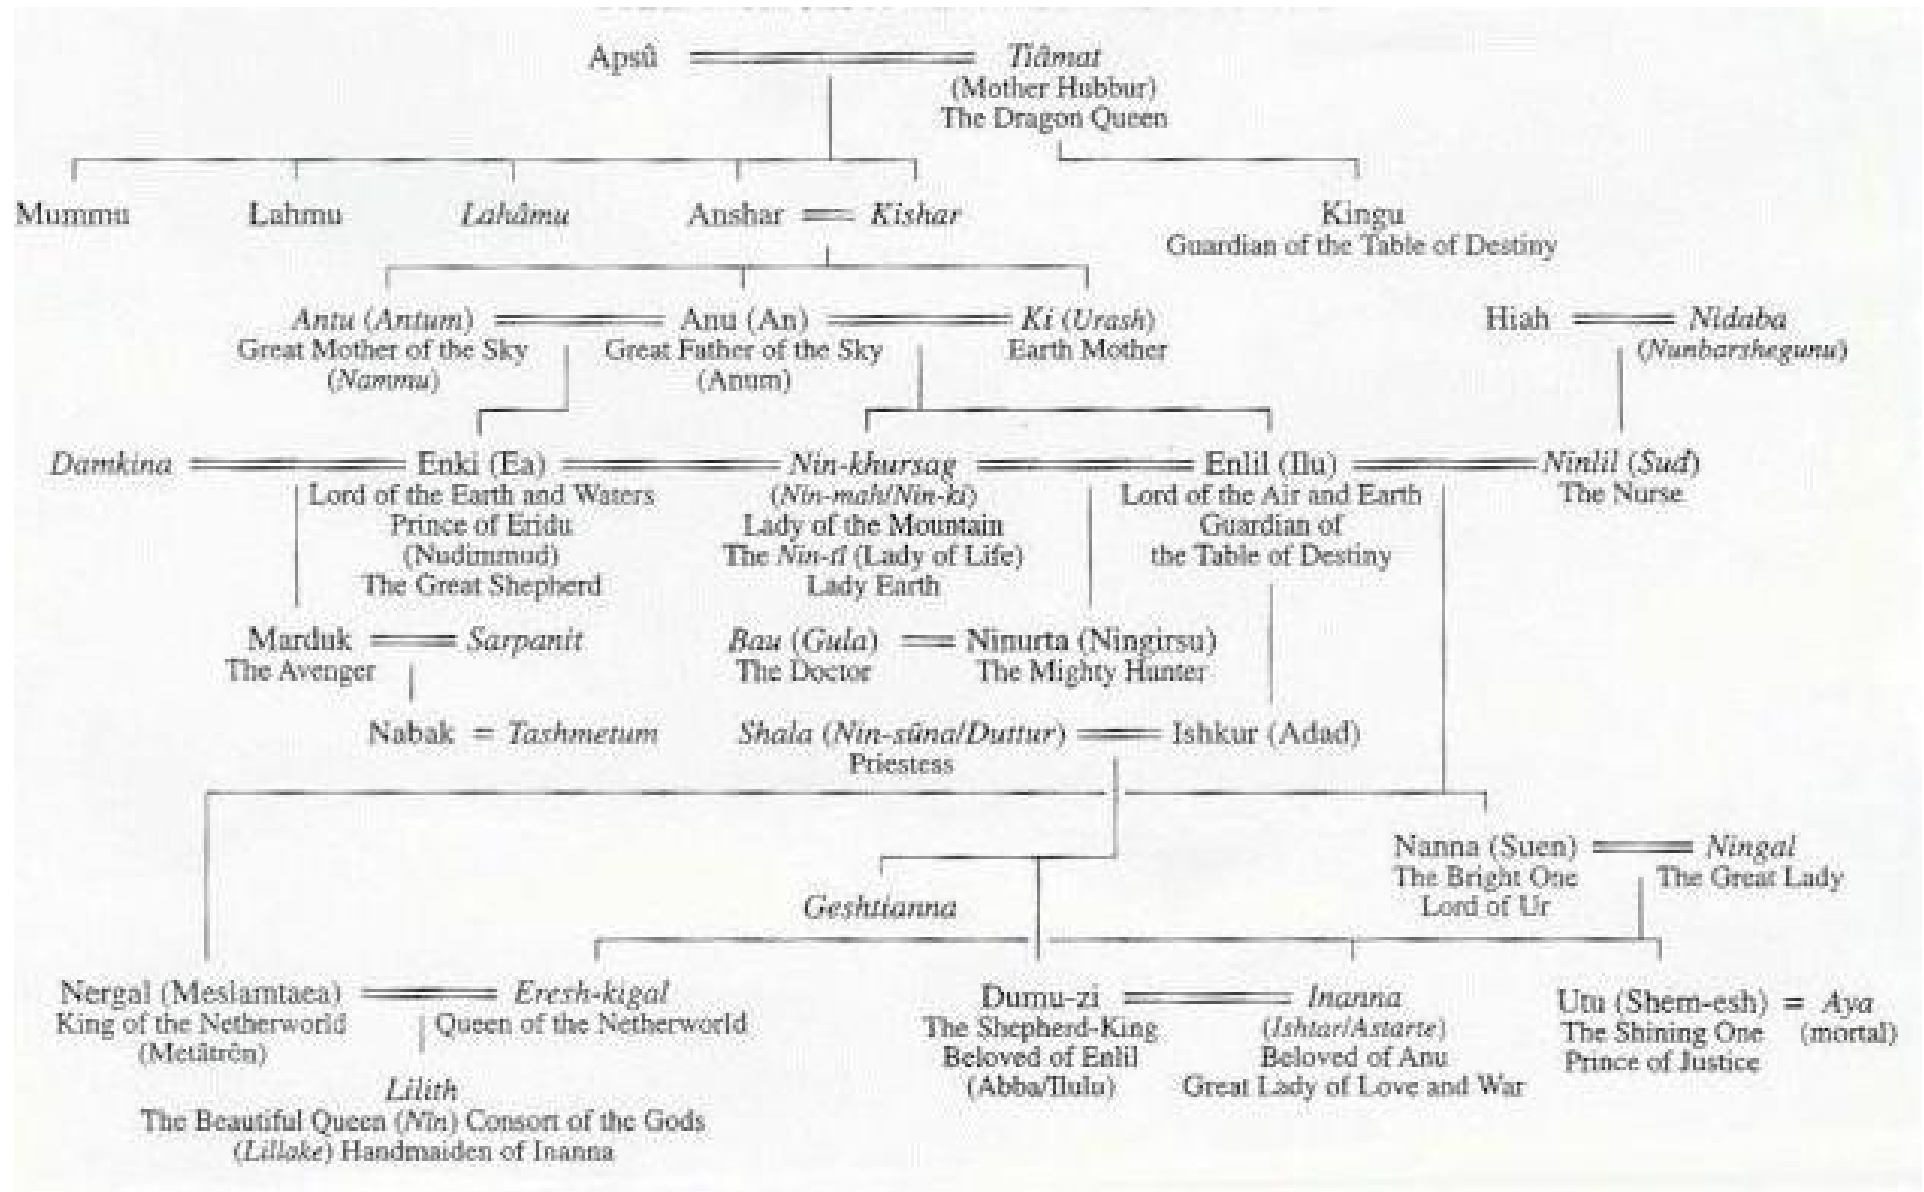 Apsû Tiâmat
(Mother Hubbur)
The Dragon Queen
Mummu Lahmu Lahâmu Anshar Kishar Kingu
Guardian of the Table of Destiny
Antu (Antum) Anu (An) Ki (Urash) Hiah Nidaba
Great Mother of the Sky Great Father of the Sky Earth Mother (Nunbarshegunu)
(Nammu) (Anum)
Damkina Enki (Ea) Nin-khursag Enlil (Ilu) Ninlil (Sud)
Lord of the Earth and Waters (Nin-mah/Nin-ki) Lord of the Air and Earth The Nurse
Prince of Eridu Lady of the Mountain Guardian of
(Nudimmud) The Nin-tî (Lady of Life) the Table of Destiny
The Great Shepherd Lady Earth
Marduk Sarpanit Bau (Gula) Ninurta (Ningirsu)
The Avenger The Doctor The Mighty Hunter
Nabak = Tashmetum Shala (Nin-sûna/Duttur) Ishkur (Adad)
Priestess
Nanna (Suen) Ningal
The Bright One The Great Lady
Lord of Ur
Geshtianna
Nergal (Meslamtaea) Eresh-kigal Dumu-zi Inanna Utu (Shem-esh) = Aya
King of the Netherworld Queen of the Netherworld The Shepherd-King (Ishtar/Astarte) The Shining One (mortal)
(Metâtrên) Beloved of Enlil Beloved of Anu Prince of Justice
(Abba/Ilulu) Great Lady of Love and War
Lilith
The Beautiful Queen (Nîn) Consort of the Gods
(Lillake) Handmaiden of Inanna